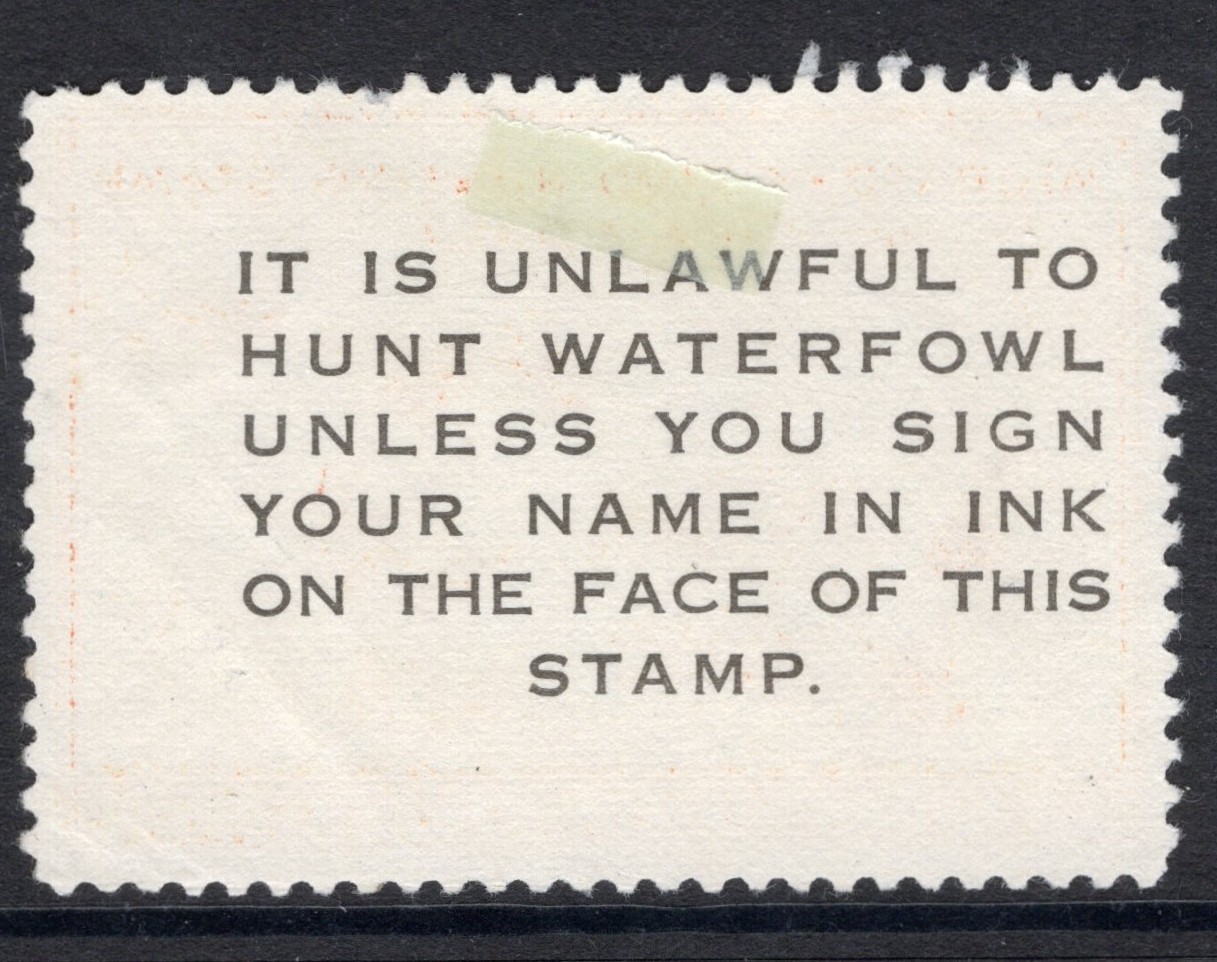 IT IS UNLAWFUL TO
HUNT WATERFOWL
UNLESS YOU SIGN
YOUR NAME IN INK
ON THE FACE OF THIS
STAMP.